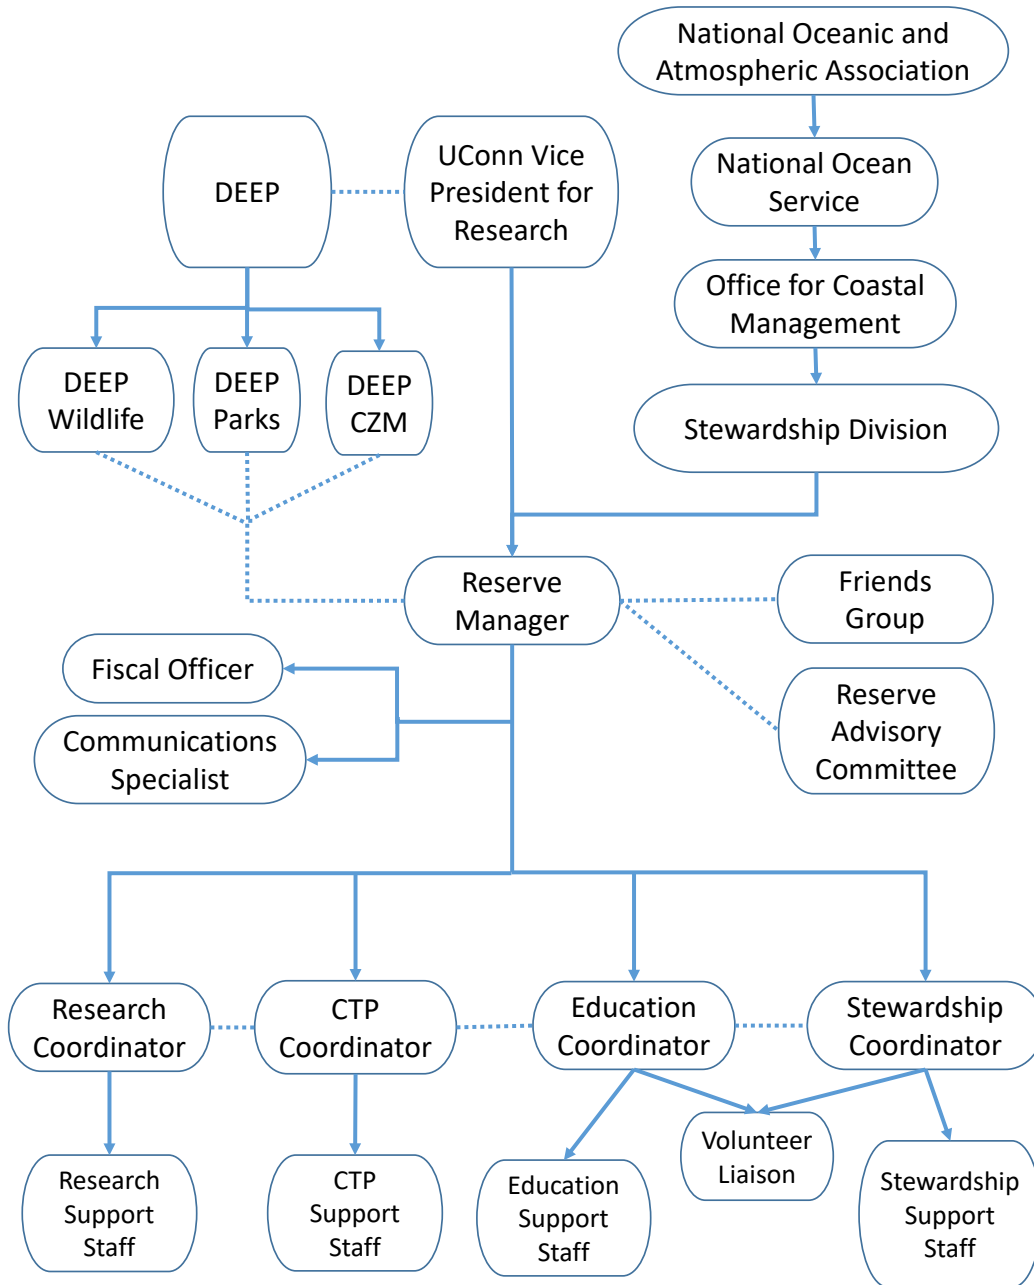 National Oceanic and
Atmospheric Association
DEEP
UConn Vice
President for
Research
National Ocean
Service
Office for Coastal
Management
DEEP
Wildlife
DEEP
Parks
DEEP
CZM
Stewardship Division
Reserve
Manager
Friends
Group
Fiscal Officer
Reserve
Advisory
Committee
Communications
Specialist
Research
Coordinator
CTP
Coordinator
Education
Coordinator
Stewardship
Coordinator
Volunteer
Liaison
Research
Support
Staff
CTP
Support
Staff
Education
Support
Staff
Stewardship
Support
Staff